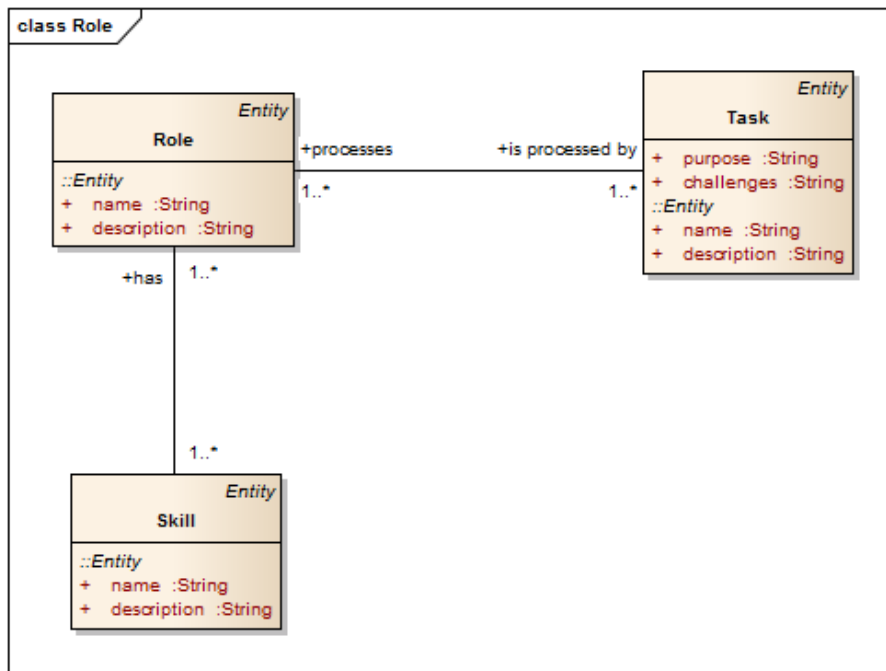 class Role
Entity
Role
::Entity
+ name :String
+ description :String
+processes
1..*
+is processed by
1..*
Entity
Task
+ purpose :String
+ challenges :String
::Entity
+ name :String
+ description :String
+has
1..*
1..*
Entity
Skill
::Entity
+ name :String
+ description :String